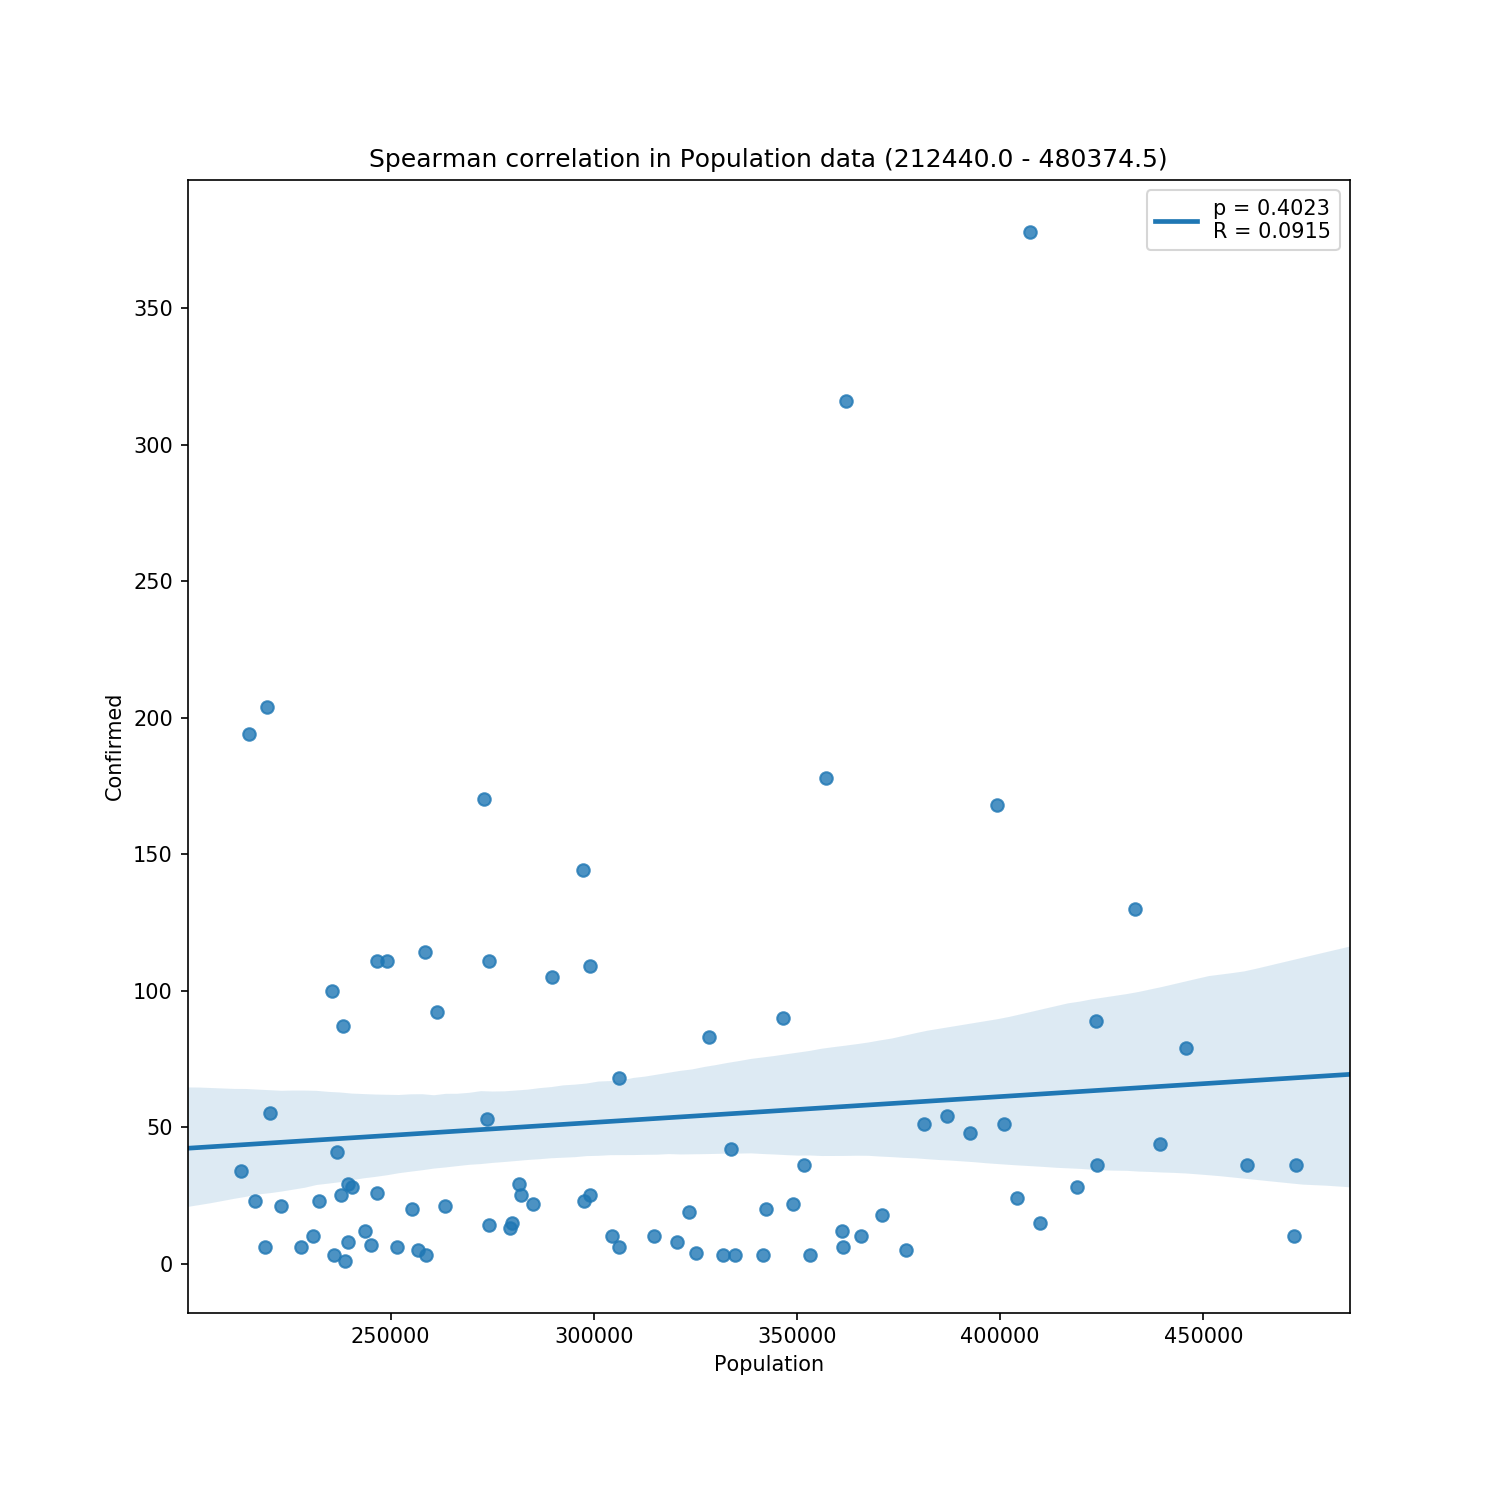 Spearman correlation in Population data (212440.0 - 480374.5)
p = 0.4023
R = 0.0915
350
300
250
200
150
100
50
0
Confirmed
250000 300000 350000 400000 450000
Population